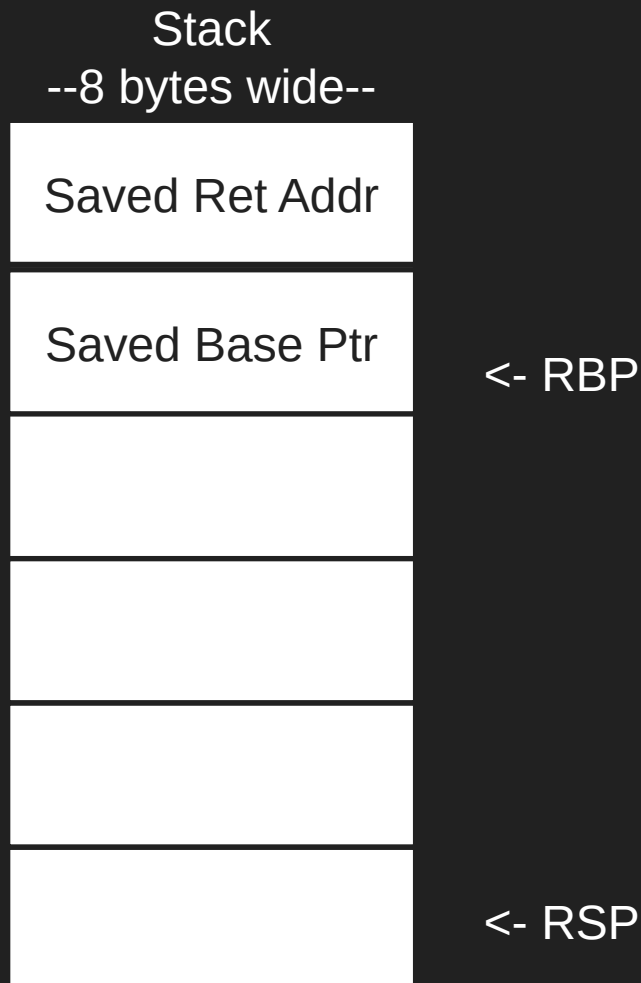 Stack
--8 bytes wide--
Saved Ret Addr
Saved Base Ptr
<- RBP
<- RSP